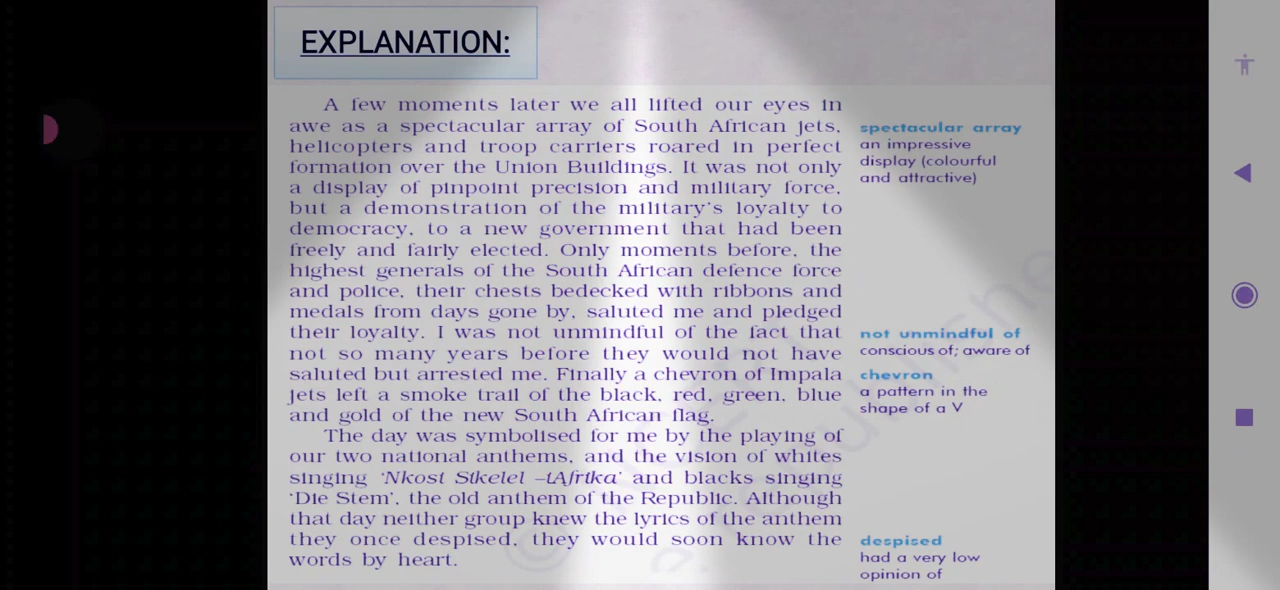 EXPLANATION:
A few moments later we all lifted our eyes in
awe as a spectacular array of South African jets,
helicopters and troop carriers roared in perfect
formation over the Union Buildings. It was not only
a display of pinpoint precision and military force,
but a demonstration of the military's loyalty to
democracy, to a new government that had been
freely and fairly elected. Only moments before, the
highest generals of the South African defence force
and police, their chests bedecked with ribbons and
medals from days gone by, saluted me and pledged
their loyalty. I was not unmindful of the fact that
not so many years before they would not have
saluted but arrested me. Finally a chevron of Impala
jets left a smoke trail of the black, red, green, blue
and gold of the new South African flag.
The day was symbolised for me by the playing of
our two national anthems, and the vision of whites
singing 'Nkosi Sikelel –iAfrika' and blacks singing
'Die Stem', the old anthem of the Republic. Although
that day neither group knew the lyrics of the anthem
they once despised, they would soon know the
words by heart.
spectacular array
an impressive
display (colourful
and attractive)
not unmindful of
conscious of; aware of
chevron
a pattern in the
shape of a V
despised
had a very low
opinion of